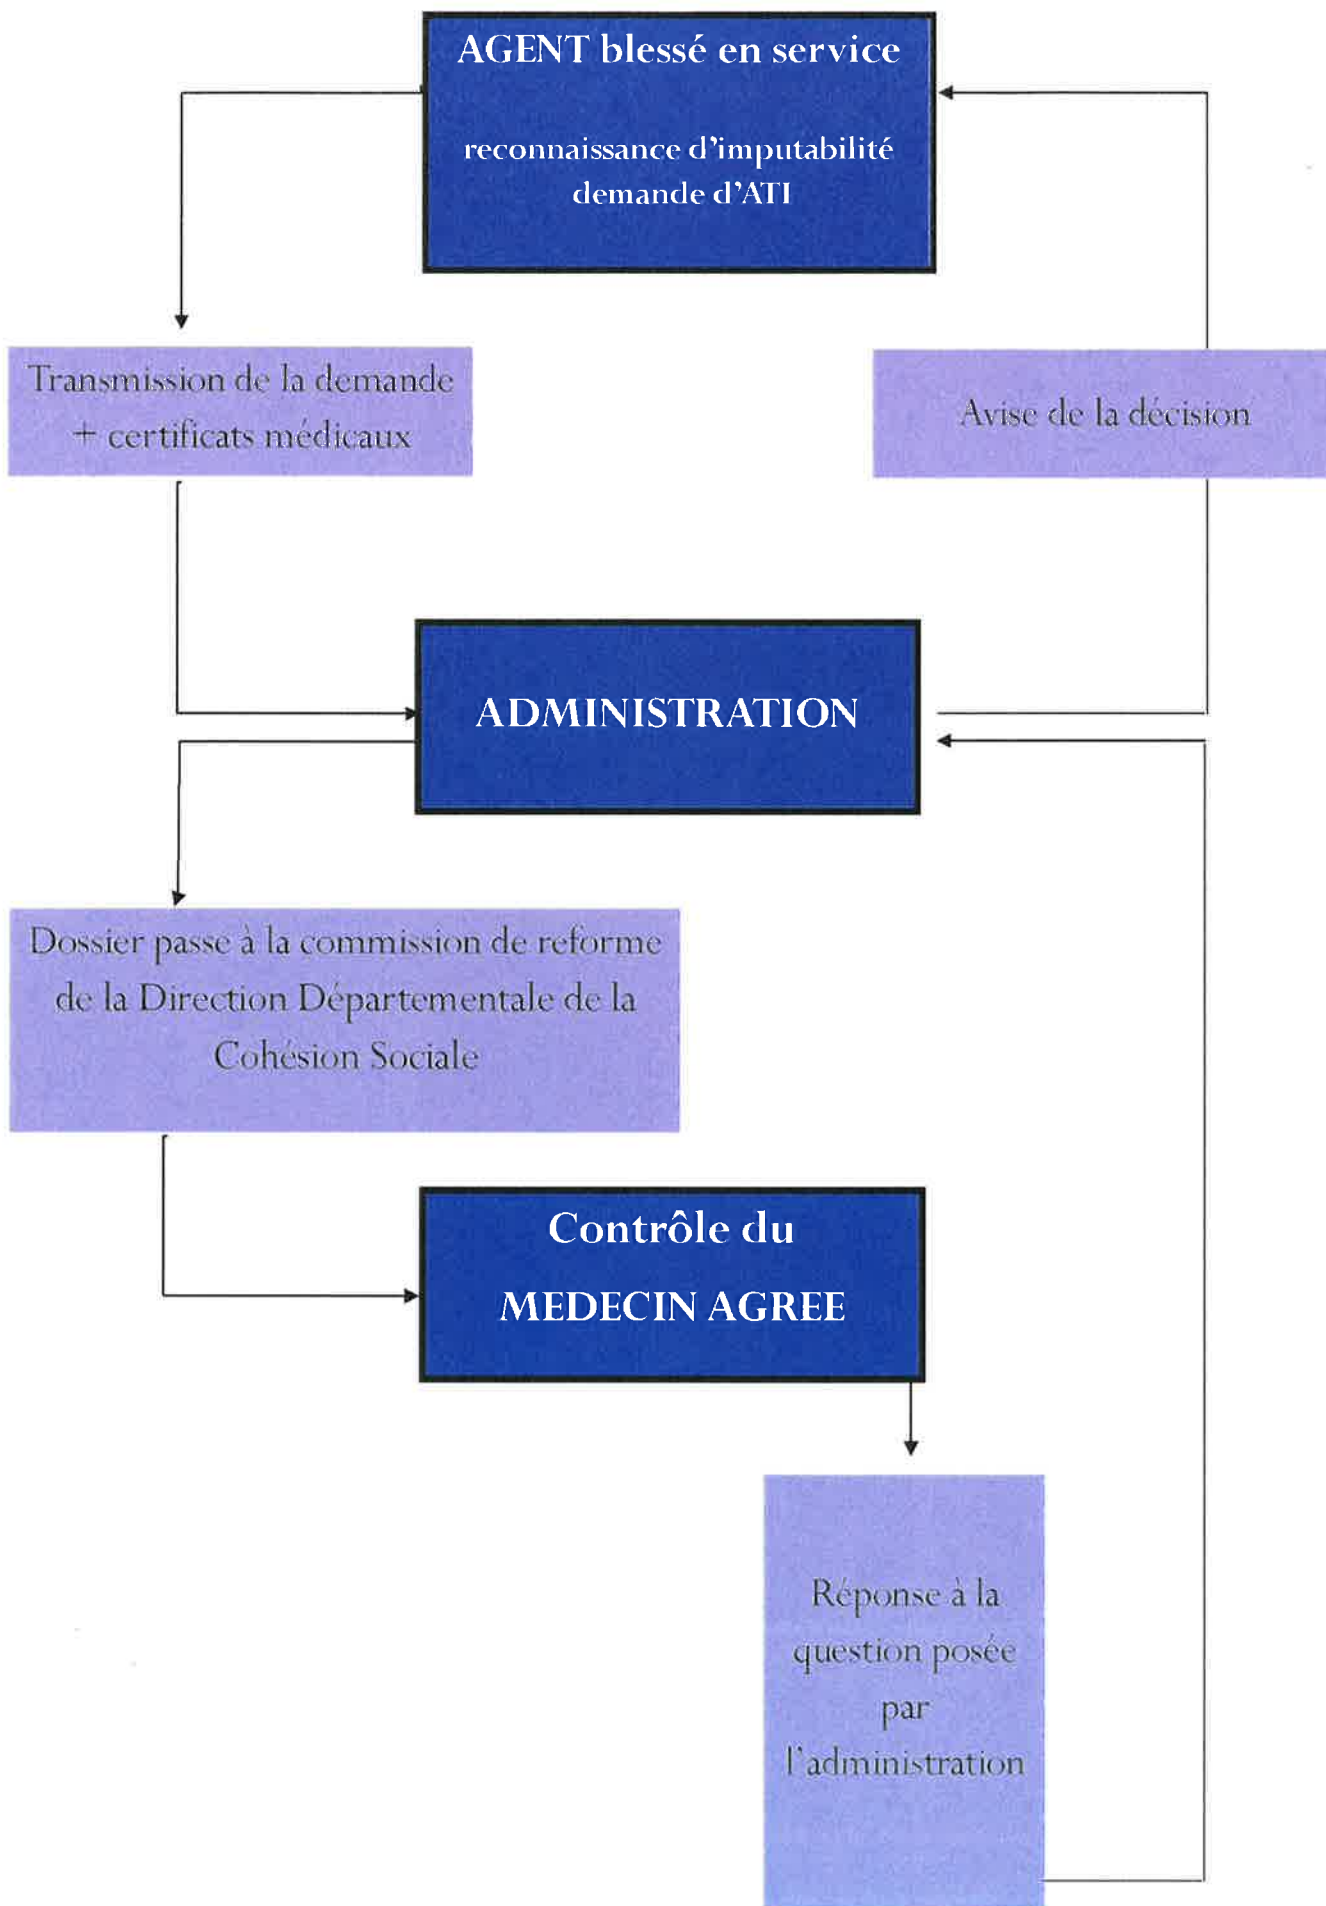 AGENT blessé en service
reconnaissance d'imputabilité
demande d'ATI
Transmission de la demande
+ certificats médicaux
Avise de la décision
ADMINISTRATION
Dossier passe à la commission de reforme
de la Direction Départementale de la
Cohésion Sociale
Contrôle du
MEDECIN AGREE
Réponse à la
question posée
par
l'administration